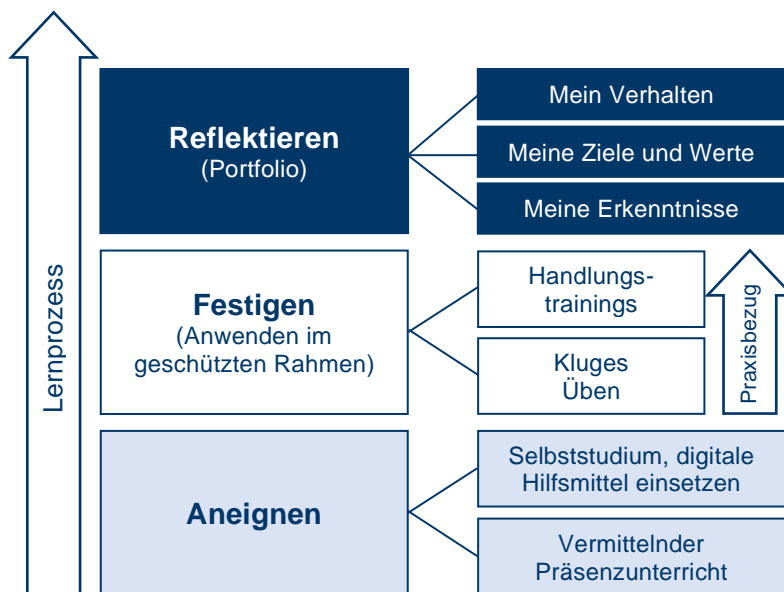 Lernprozess
Reflektieren
(Portfolio)
Mein Verhalten
Meine Ziele und Werte
Meine Erkenntnisse
Festigen
(Anwenden im
geschützten Rahmen)
Handlungs-
trainings
Kluges
Üben
Praxisbezug
Aneignen
Selbststudium, digitale
Hilfsmittel einsetzen
Vermittelnder
Präsenzunterricht